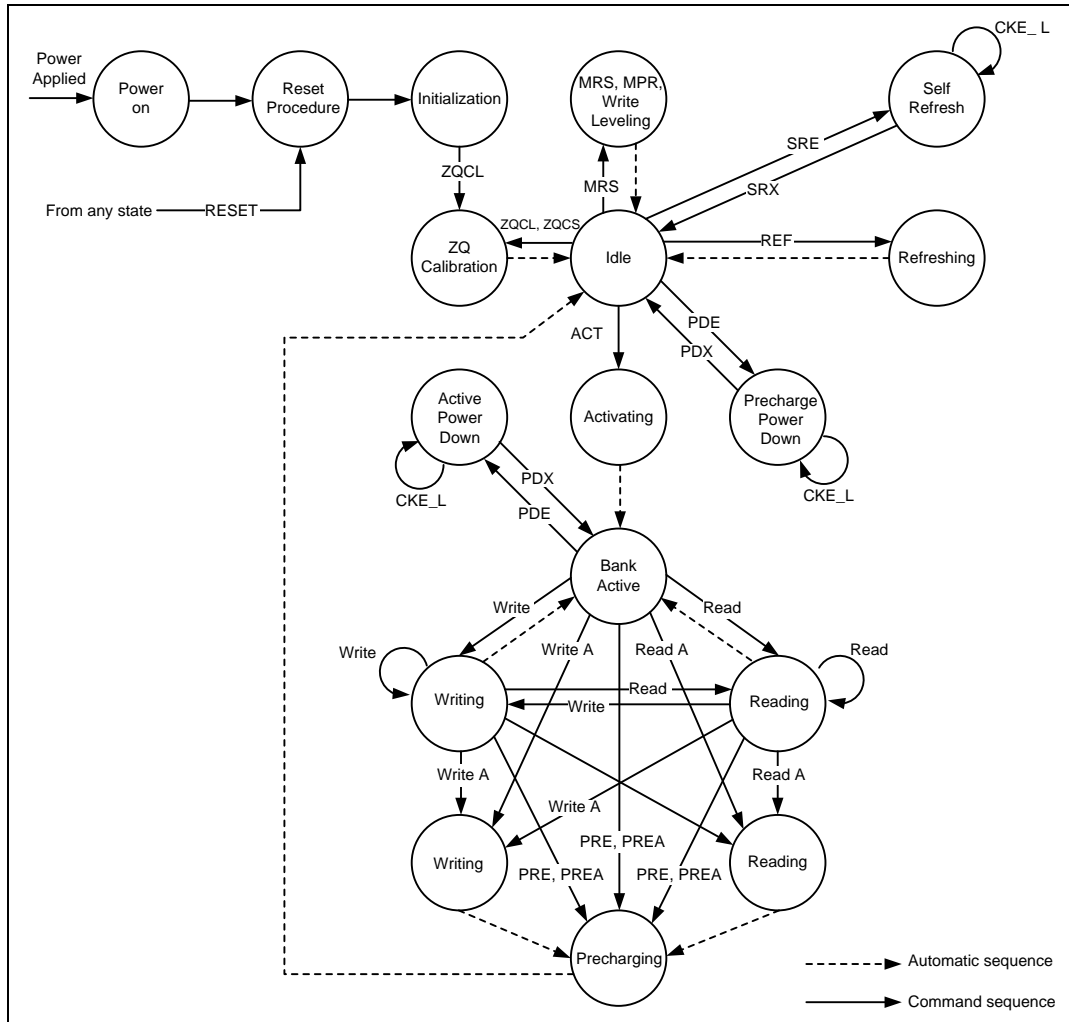 CKE_ L
Power
Applied
Power
on
Reset
Procedure
Initialization
MRS, MPR,
Write
Leveling
Self
Refresh
SRE
ZQCL
MRS
SRX
From any state
RESET
ZQCL, ZQCS
REF
ZQ
Calibration
Idle
Refreshing
PDE
ACT
PDX
Active
Power
Down
Activating
Precharge
Power
Down
PDX
CKE_L
CKE_L
PDE
Bank
Active
Write
Read
Write
Write A
Read A
Read
Writing
Read
Write
Reading
Write A
Read A
Write A
Writing
PRE, PREA
Reading
PRE, PREA
PRE, PREA
Precharging
Automatic sequence
Command sequence